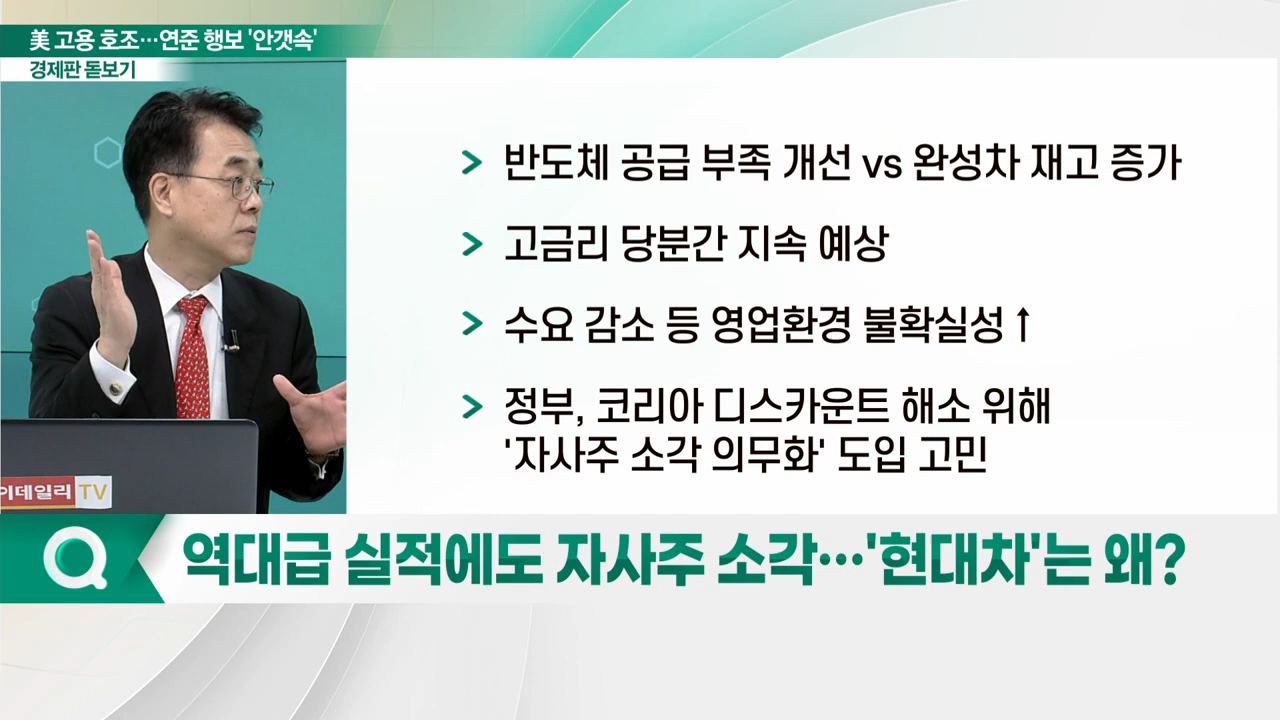 美 고용 호조…연준 행보 '안갯속'
경제판 돋보기
> 반도체 공급 부족 개선 vs 완성차 재고 증가
> 고금리 당분간 지속 예상
> 수요 감소 등 영업환경 불확실성↑
> 정부, 코리아 디스카운트 해소 위해
'자사주 소각 의무화' 도입 고민
이데일리 TV
Q 역대급 실적에도 자사주 소각…'현대차'는 왜?